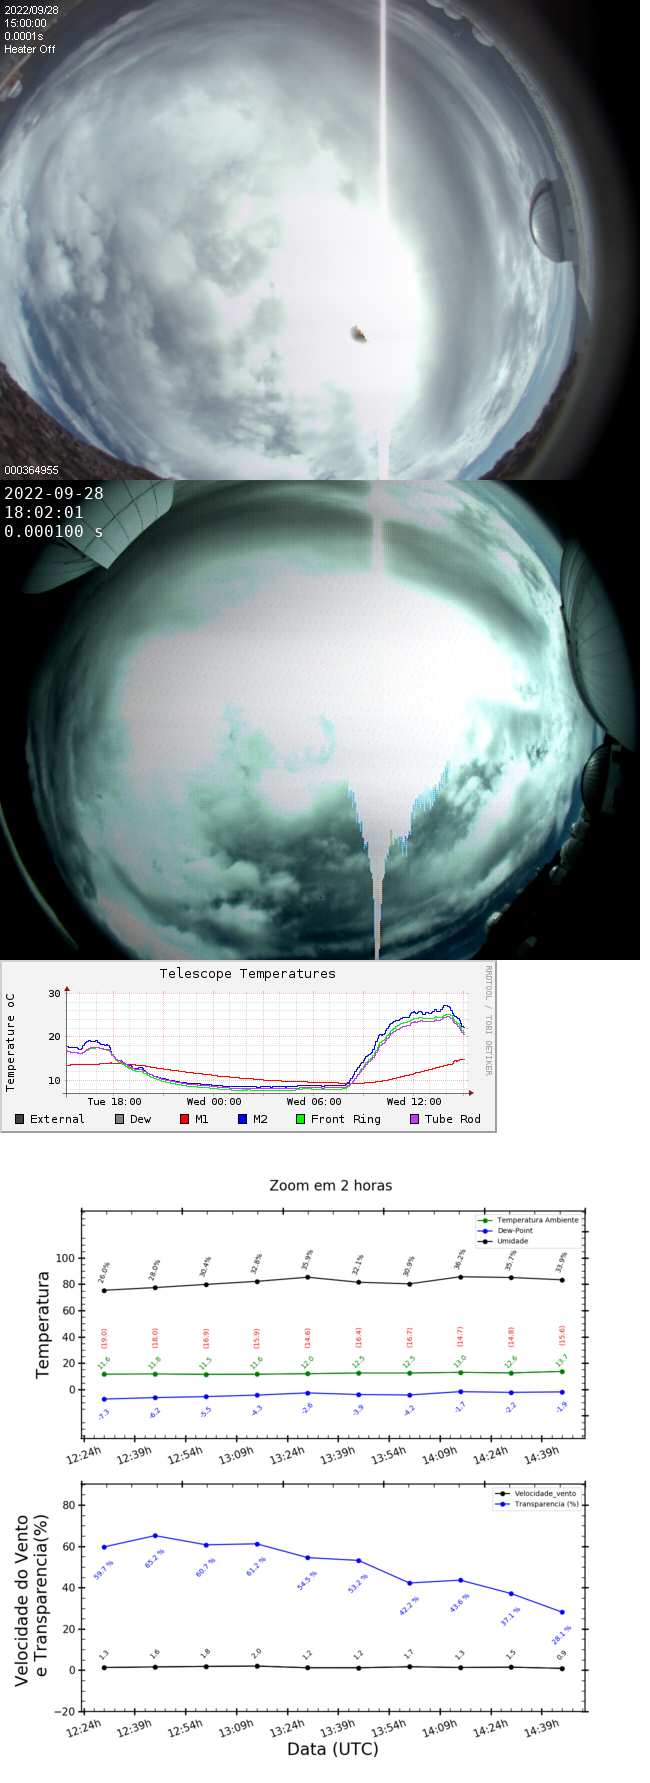 2022/09/28
15:00:00
0.0001s
Heater Off
000364955
2022-09-28
18:02:01
0.000100 s
Telescope Temperatures
RRDTOOL / TOBI OETIKER
Temperature oC
30
20
10
Tue 18:00 Wed 00:00 Wed 06:00 Wed 12:00
External Dew M1 M2 Front Ring Tube Rod
Zoom em 2 horas
Temperatura Ambiente
Dew-Point
Umidade
Temperatura
100
80
60
40
20
0
26.0% 28.0% 30.4% 32.8% 35.9% 32.1% 30.9% 36.2% 35.7% 33.9%
(19.0) (18.0) (16.9) (15.9) (14.6) (16.4) (16.7) (14.7) (14.8) (15.6)
11.6 11.8 11.5 11.6 12.0 12.5 12.5 13.0 12.6 13.7
-7.3 -6.2 -5.5 -4.3 -2.6 -3.9 -4.2 -1.7 -2.2 -1.9
12:24h 12:39h 12:54h 13:09h 13:24h 13:39h 13:54h 14:09h 14:24h 14:39h
Velocidade_vento
Transparencia (%)
Velocidade do Vento
e Transparencia(%)
80
60
40
20
0
−20
59.7 % 65.2 % 60.7 % 61.2 % 54.5 % 53.2 % 42.2 % 43.6 % 37.1 % 28.1 %
1.3 1.6 1.8 2.0 1.2 1.2 1.7 1.3 1.5 0.9
12:24h 12:39h 12:54h 13:09h 13:24h 13:39h 13:54h 14:09h 14:24h 14:39h
Data (UTC)